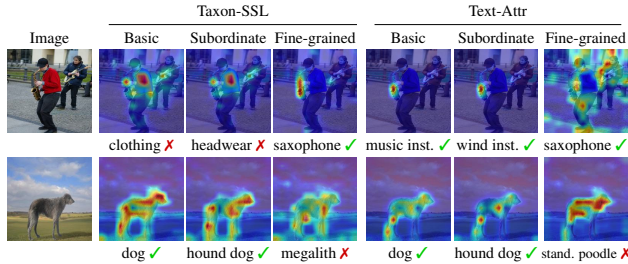 Taxon-SSL Text-Attr
Image Basic Subordinate Fine-grained Basic Subordinate Fine-grained
clothing ✗ headwear ✗ saxophone ✓ music inst. ✓ wind inst. ✓ saxophone ✓
dog ✓ hound dog ✓ megalith ✗ dog ✓ hound dog ✓ stand. poodle ✗